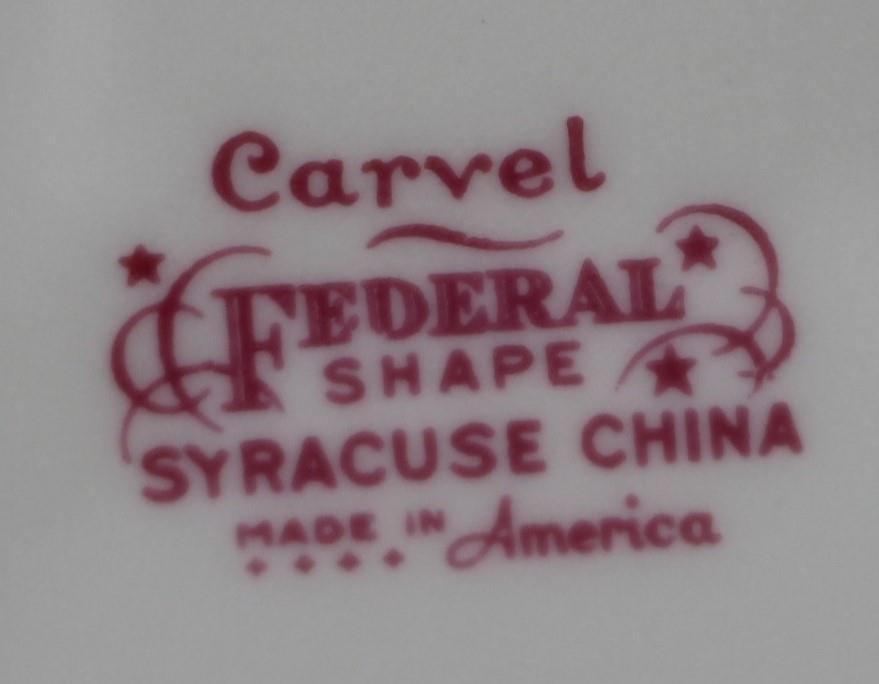 Carvel
FEDERAL
SHAPE
SYRACUSE CHINA
MADE IN America